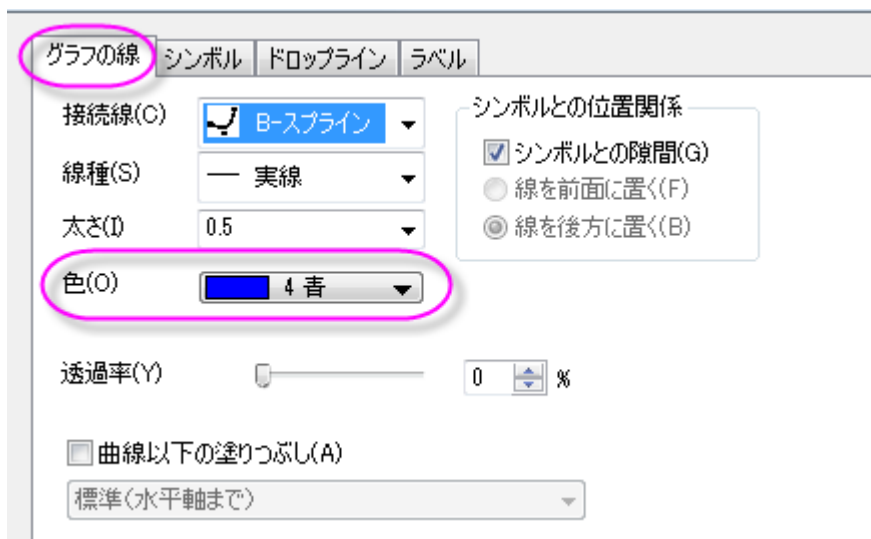 グラフの線 シンボル ドロップライン ラベル
接続線(C) B-スプライン
線種(S) 実線
太さ(I) 0.5
色(O) 4 青
シンボルとの位置関係
シンボルとの隙間(G)
線を前面に置く(F)
線を後方に置く(B)
透過率(Y) 0 %
曲線以下の塗りつぶし(A)
標準(水平軸まで)